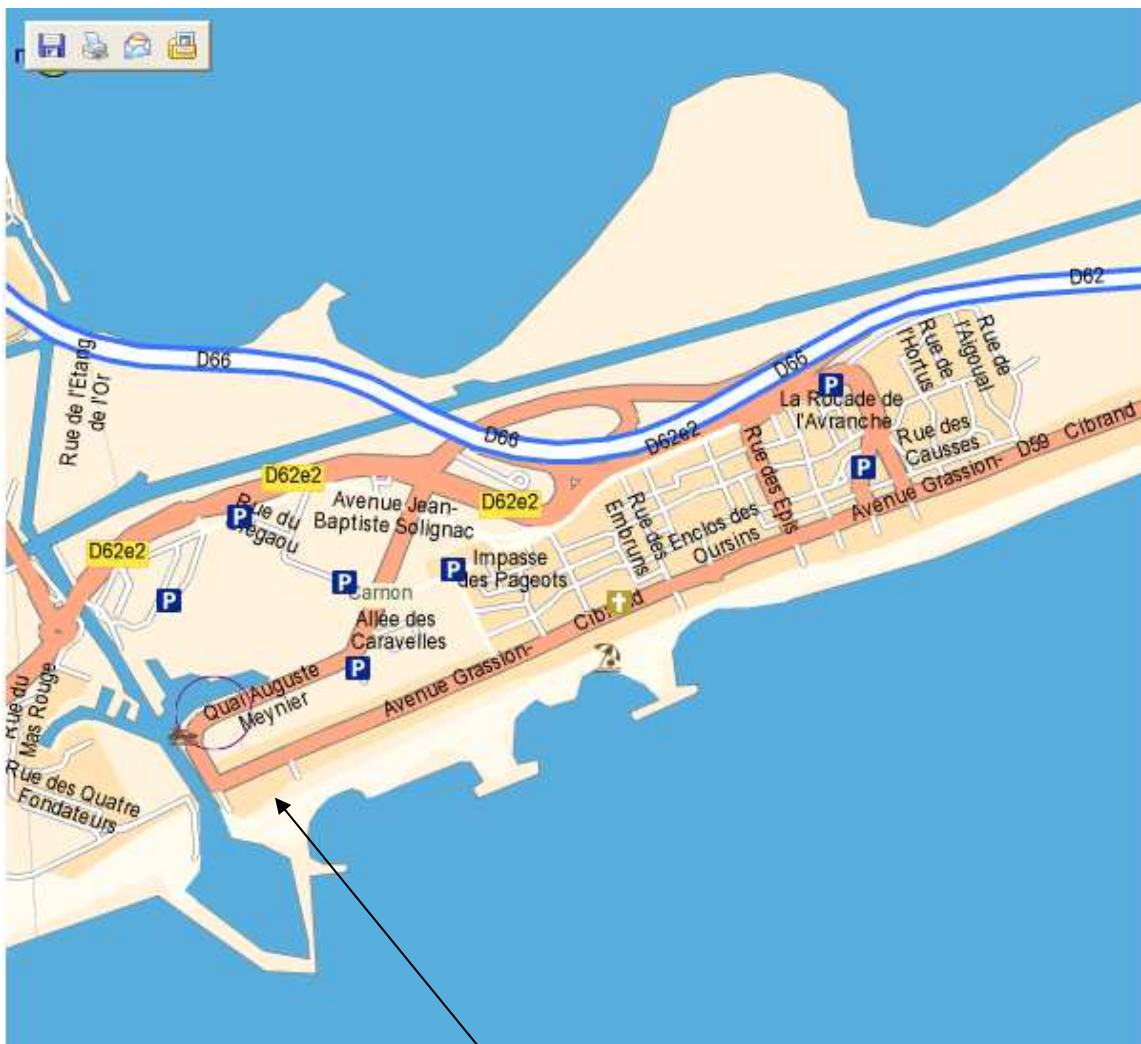 D62
D66
D66
D66
D62e2
D62e2
D62e2
D62e2
Rue de l'Etang
de l'Or
Rue de
l'Hortus
Rue de
l'Aigoual
La Rocade de
l'Avranche
Rue des
Causses
Avenue Grassion-
D59
Cibrand
Avenue Jean-
Baptiste Solignac
Rue du
P
P
P
P
P
P
P
Impasse
des Pageots
Rue des
Embruns
Enclos des
Oursins
Rue des Epis
Carnon
Allée des
Caravelles
Avenue Grassion-
Quai Auguste
Meynier
Rue du
Mas Rouge
Rue des Quatre
Fondateurs